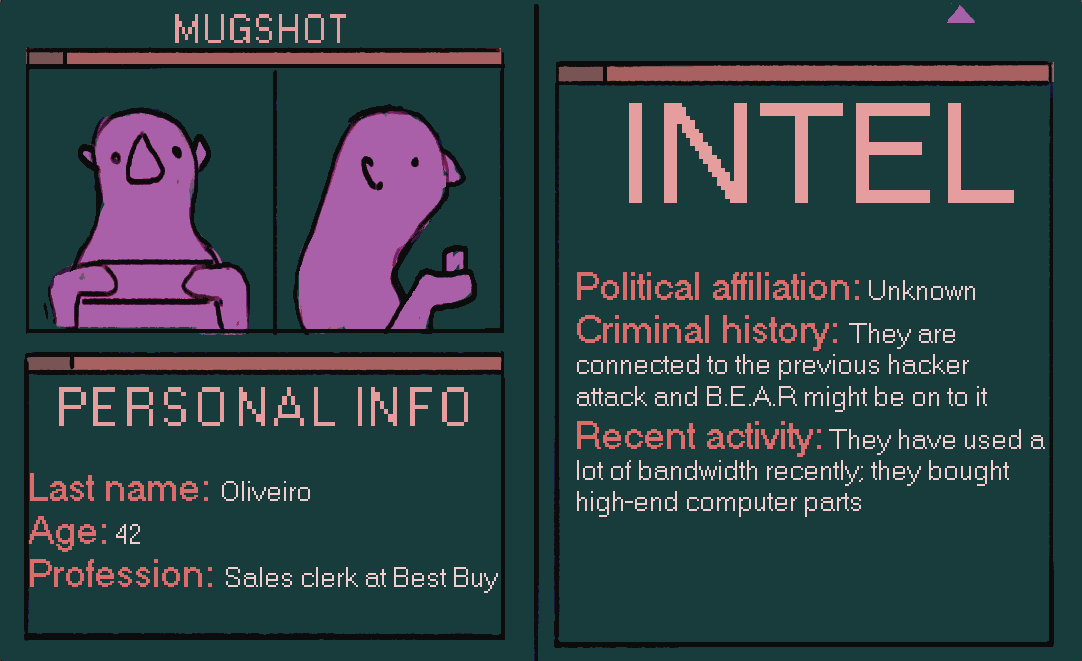 MUGSHOT
PERSONAL INFO
Last name: Oliveiro
Age: 42
Profession: Sales clerk at Best Buy
INTEL
Political affiliation: Unknown
Criminal history: They are
connected to the previous hacker
attack and B.E.A.R might be on to it
Recent activity: They have used a
lot of bandwidth recently; they bought
high-end computer parts